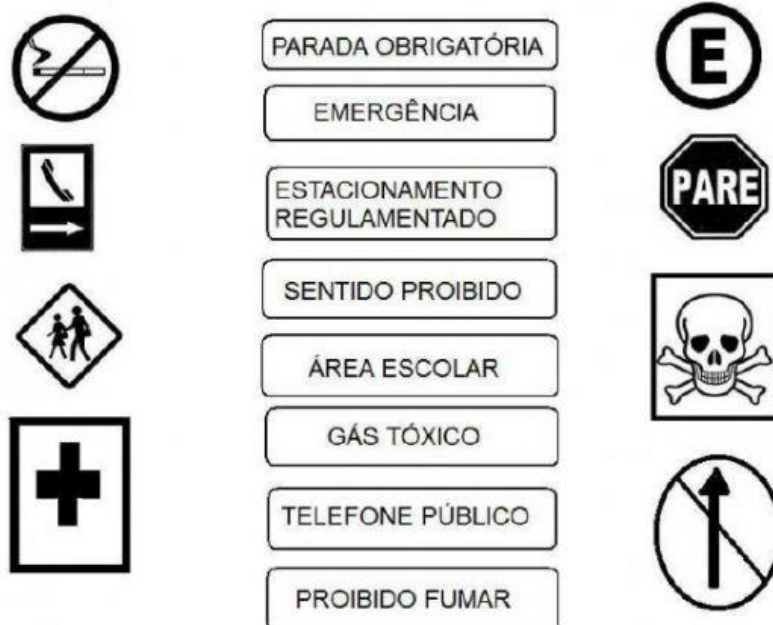 PARADA OBRIGATÓRIA
E
EMERGÊNCIA
ESTACIONAMENTO
REGULAMENTADO
PARE
SENTIDO PROIBIDO
ÁREA ESCOLAR
GÁS TÓXICO
TELEFONE PÚBLICO
PROIBIDO FUMAR